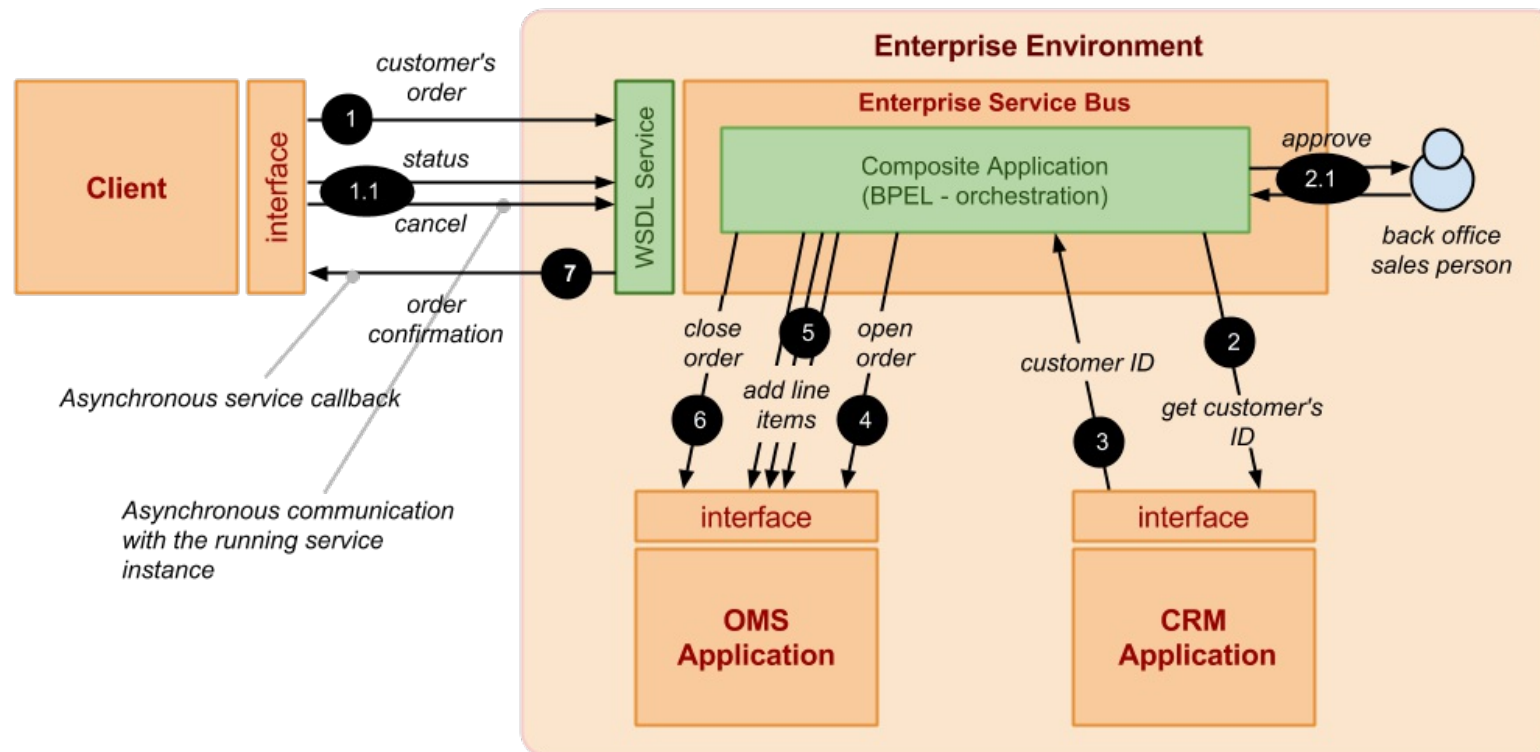 Enterprise Environment
customer's
order
1
Client
interface
status
1.1
cancel
7
order
confirmation
Asynchronous service callback
Asynchronous communication
with the running service
instance
WSDL Service
Enterprise Service Bus
Composite Application
(BPEL - orchestration)
approve
2.1
back office
sales person
close
order
6
5
add line
items
open
order
4
customer ID
3
2
get customer's
ID
interface
OMS
Application
interface
CRM
Application